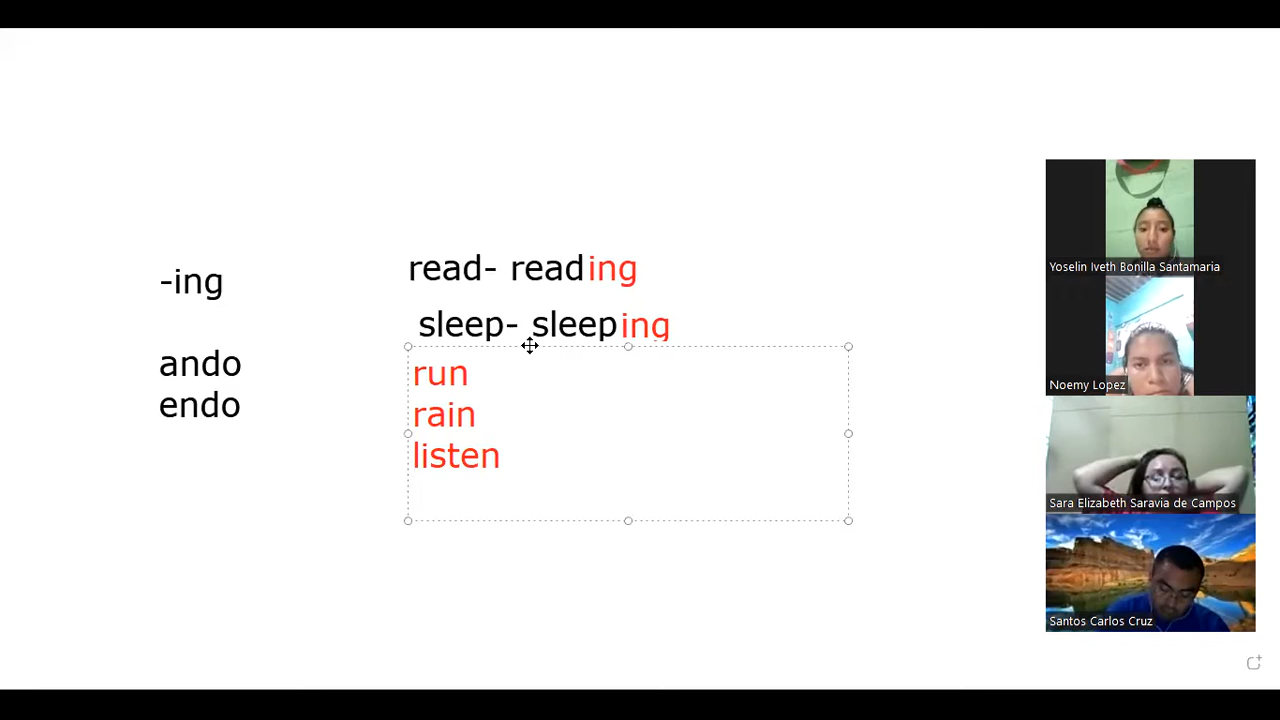 -ing
ando
endo
read- reading
sleep- sleeping
run
rain
listen
Yoselin Iveth Bonilla Santamaria
Noemy Lopez
Sara Elizabeth Saravia de Campos
Santos Carlos Cruz